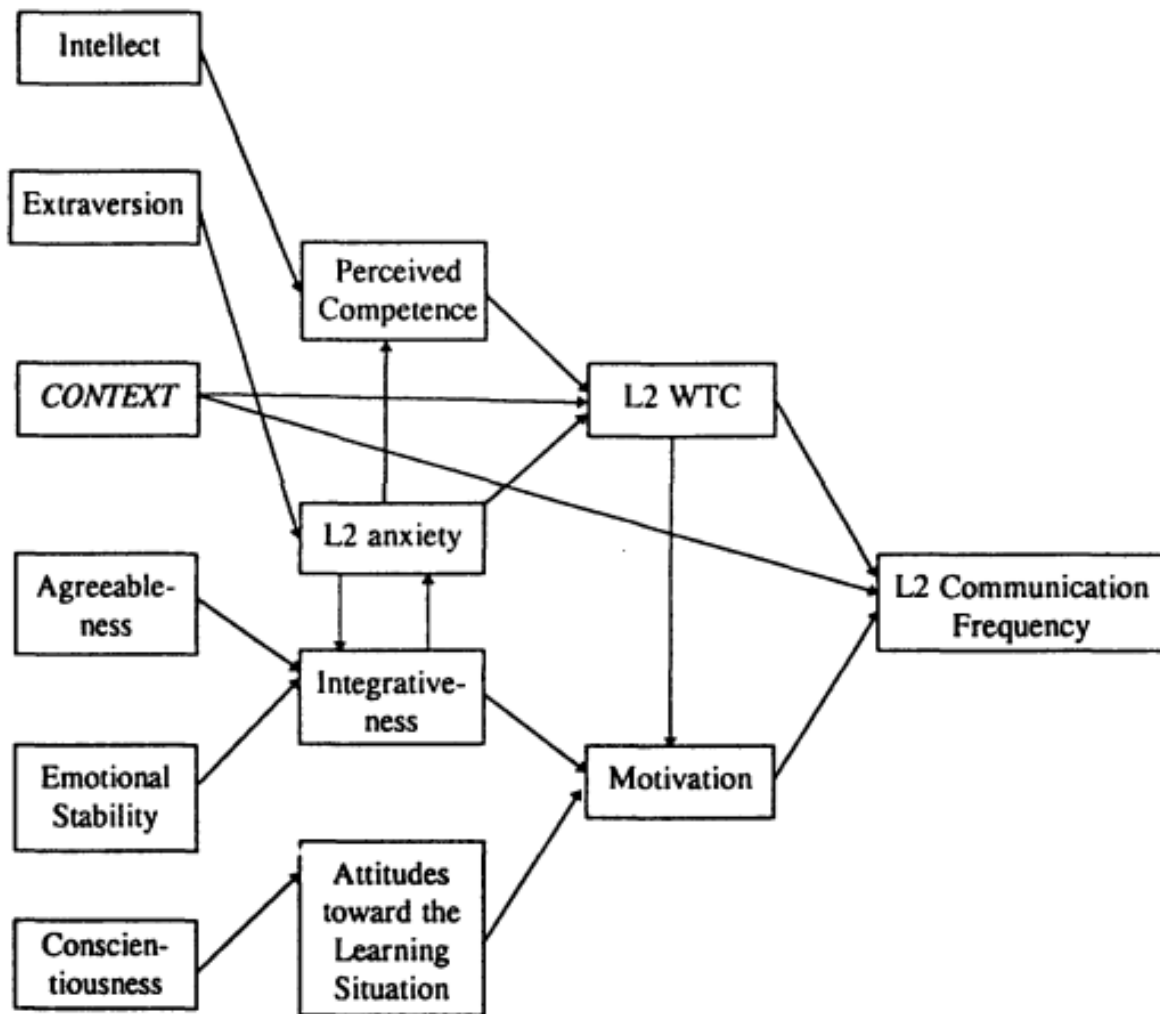 Intellect
Extraversion
Perceived
Competence
CONTEXT
L2 WTC
L2 anxiety
Agreeable-
ness
L2 Communication
Frequency
Integrative-
ness
Emotional
Stability
Motivation
Attitudes
toward the
Learning
Situation
Conscien-
tiousness